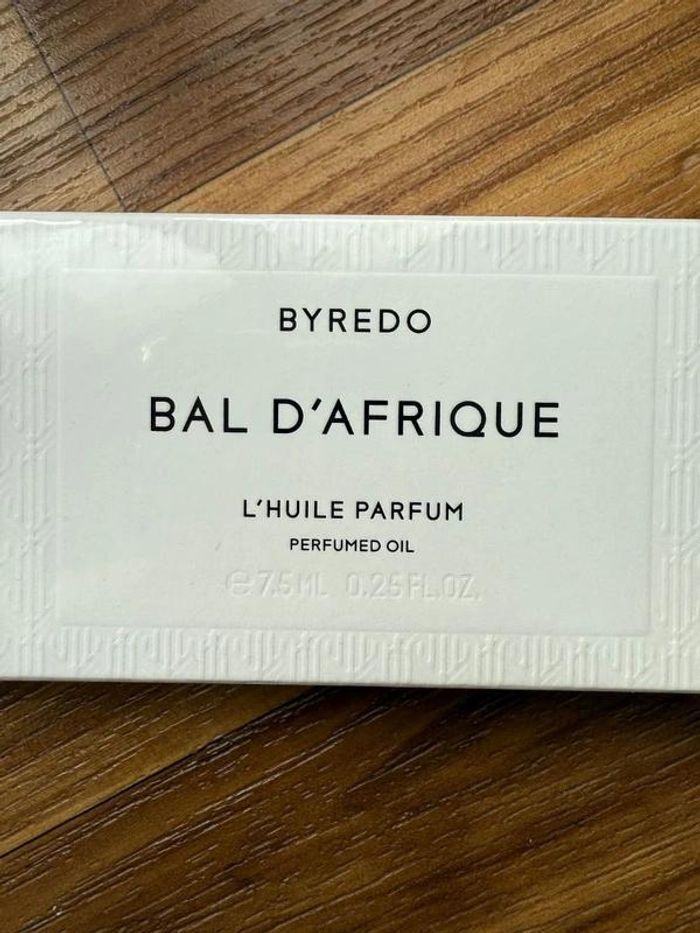 BYREDO
BAL D'AFRIQUE
L'HUILE PARFUM
PERFUMED OIL
℮ 7.5 ML 0.25 FL.OZ.